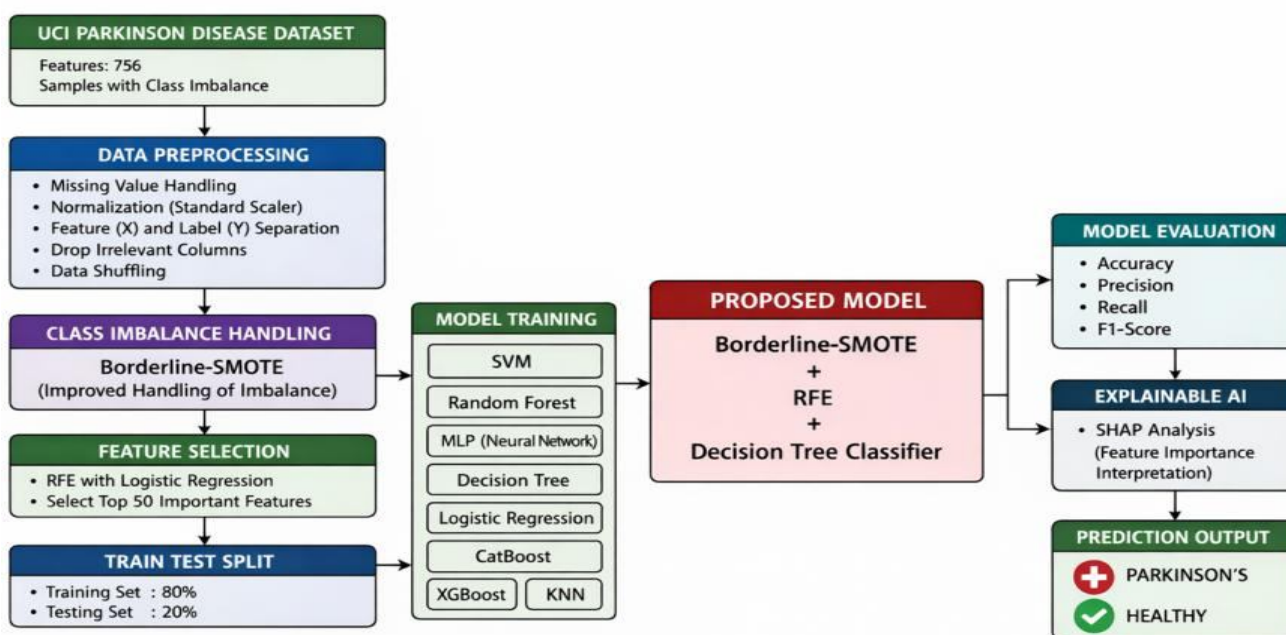 UCI PARKINSON DISEASE DATASET
Features: 756
Samples with Class Imbalance
DATA PREPROCESSING
• Missing Value Handling
• Normalization (Standard Scaler)
• Feature (X) and Label (Y) Separation
• Drop Irrelevant Columns
• Data Shuffling
CLASS IMBALANCE HANDLING
Borderline-SMOTE
(Improved Handling of Imbalance)
FEATURE SELECTION
• RFE with Logistic Regression
• Select Top 50 Important Features
TRAIN TEST SPLIT
• Training Set : 80%
• Testing Set : 20%
MODEL TRAINING
SVM
Random Forest
MLP (Neural Network)
Decision Tree
Logistic Regression
CatBoost
XGBoost
KNN
PROPOSED MODEL
Borderline-SMOTE
+
RFE
+
Decision Tree Classifier
MODEL EVALUATION
• Accuracy
• Precision
• Recall
• F1-Score
EXPLAINABLE AI
• SHAP Analysis
(Feature Importance
Interpretation)
PREDICTION OUTPUT
PARKINSON'S
HEALTHY